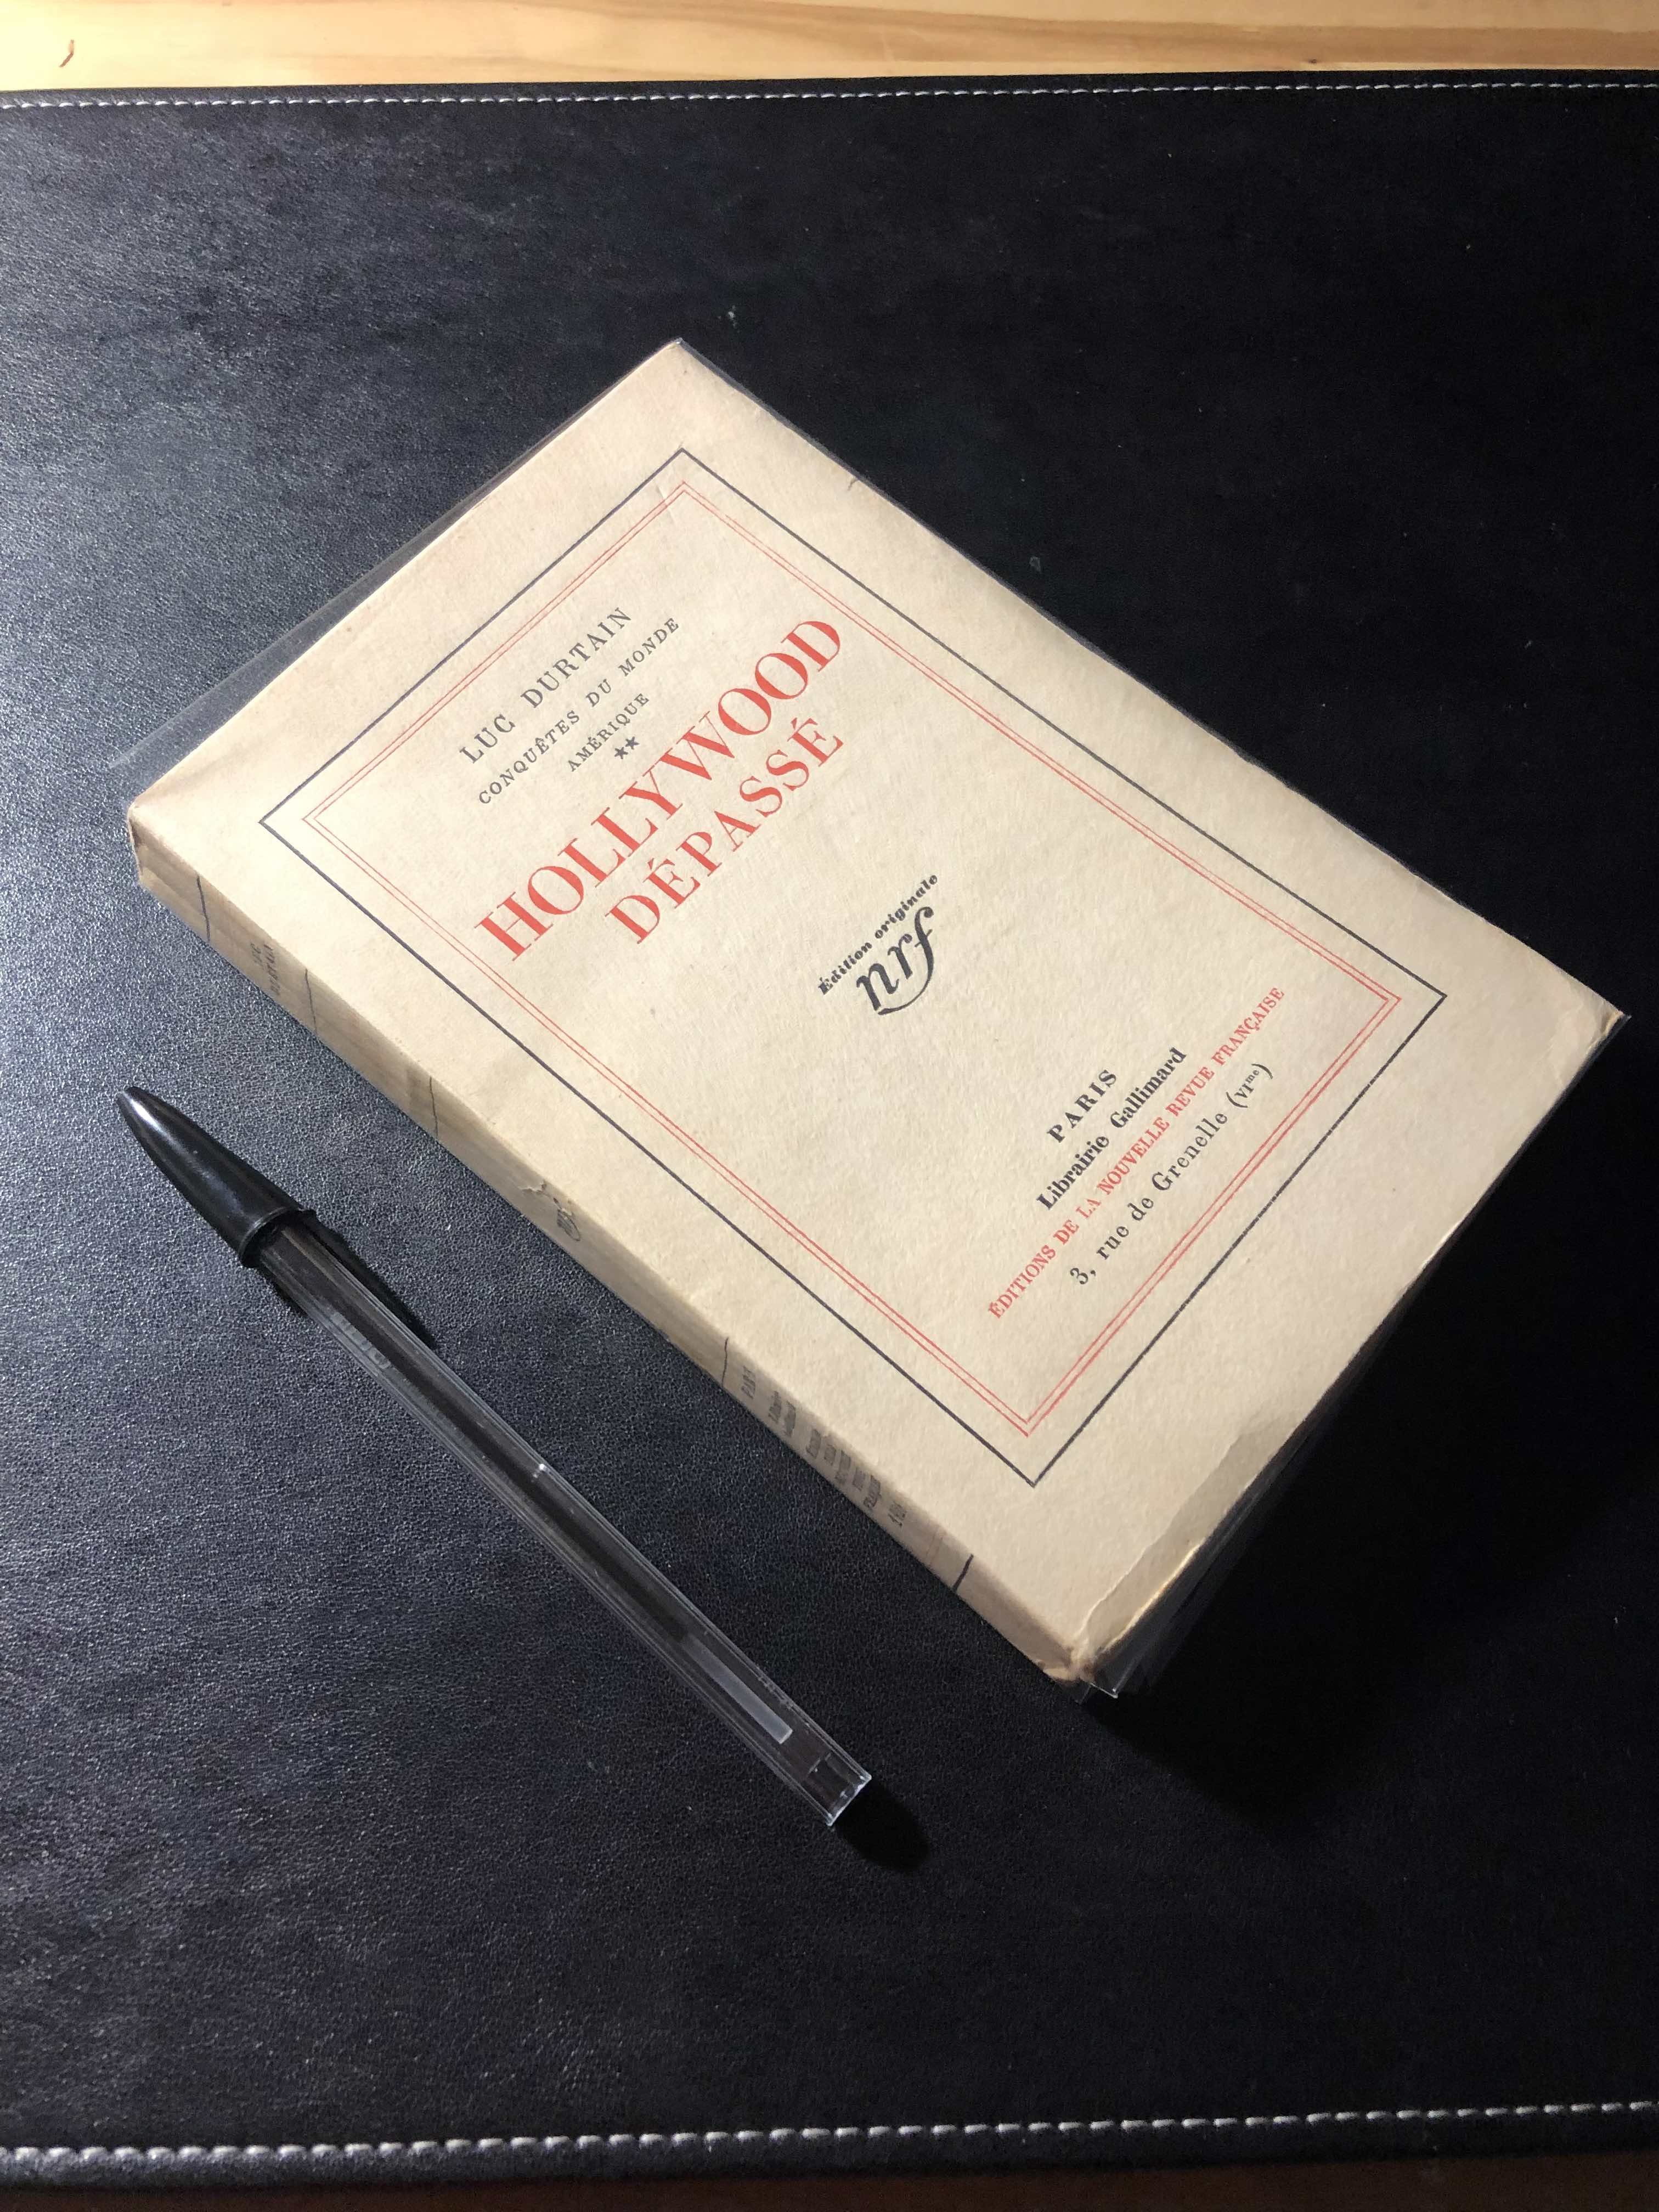 LUC DURTAIN
CONQUÊTES DU MONDE
AMÉRIQUE
**
HOLLYWOOD
DÉPASSÉ
Édition originale
nrf
PARIS
Librairie Gallimard
ÉDITIONS DE LA NOUVELLE REVUE FRANÇAISE
3, rue de Grenelle (VIme)